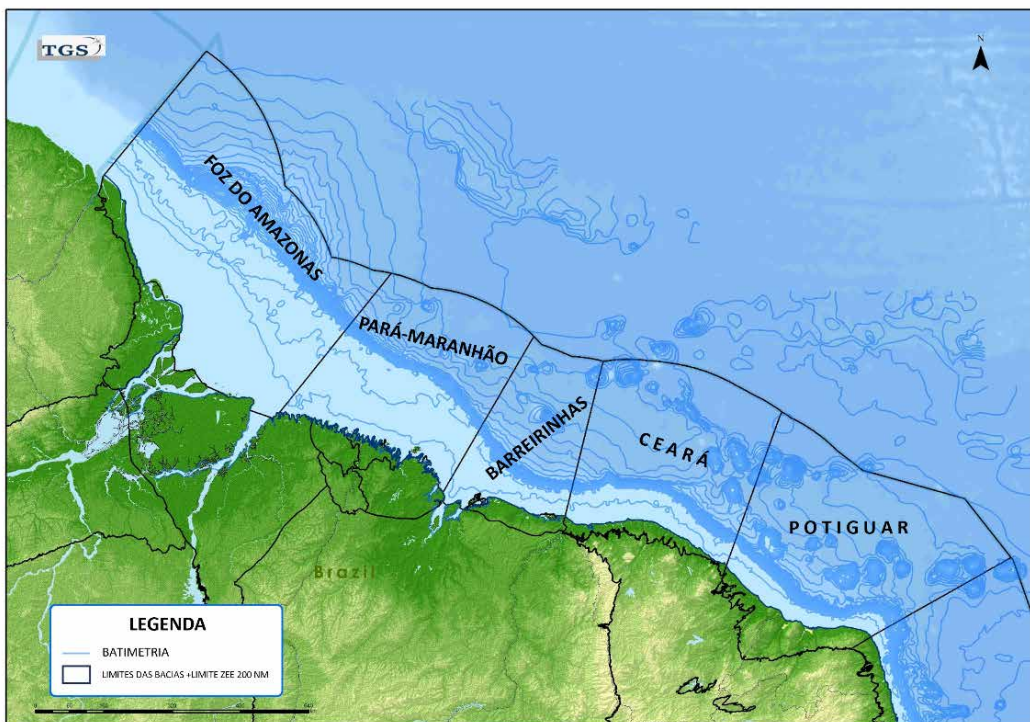 TGS
N
FOZ DO AMAZONAS
PARÁ-MARANHÃO
BARREIRINHAS
CEARÁ
POTIGUAR
Brazil
LEGENDA
BATIMETRIA
LIMITES DAS BACIAS +LIMITE ZEE 200 NM